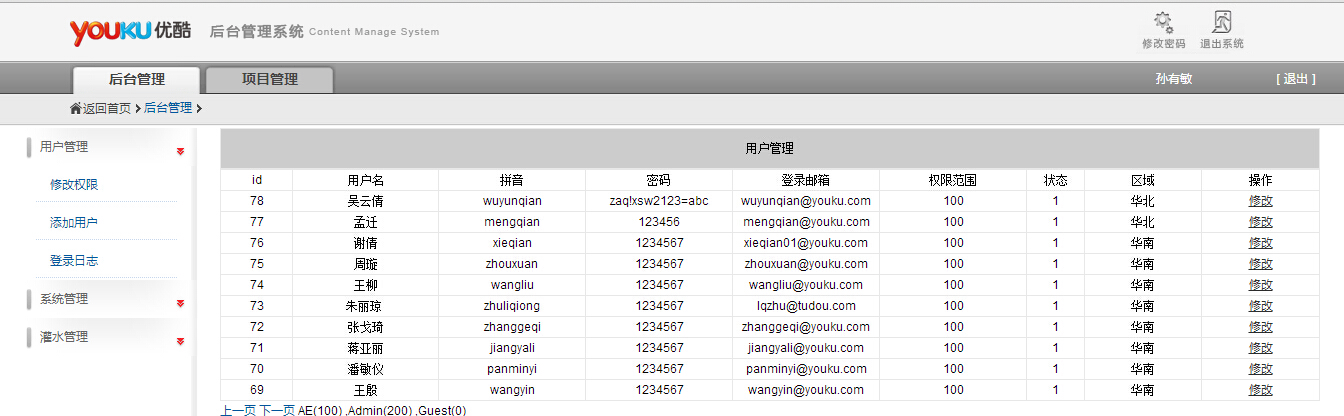 YOUKU 优酷 后台管理系统 Content Manage System
修改密码 退出系统
后台管理 项目管理 孙有敏 [ 退出 ]
返回首页 后台管理
用户管理
修改权限
添加用户
登录日志
系统管理
灌水管理
用户管理
id 用户名 拼音 密码 登录邮箱 权限范围 状态 区域 操作
78 吴云倩 wuyunqian zaq!xsw2123=abc wuyunqian@youku.com 100 1 华北 修改
77 孟迁 mengqian 123456 mengqian@youku.com 100 1 华北 修改
76 谢倩 xieqian 1234567 xieqian01@youku.com 100 1 华南 修改
75 周璇 zhouxuan 1234567 zhouxuan@youku.com 100 1 华南 修改
74 王柳 wangliu 1234567 wangliu@youku.com 100 1 华南 修改
73 朱丽琼 zhuliqiong 1234567 lqzhu@tudou.com 100 1 华南 修改
72 张戈琦 zhanggeqi 1234567 zhanggeqi@youku.com 100 1 华南 修改
71 蒋亚丽 jiangyali 1234567 jiangyali@youku.com 100 1 华南 修改
70 潘敏仪 panminyi 1234567 panminyi@youku.com 100 1 华南 修改
69 王殷 wangyin 1234567 wangyin@youku.com 100 1 华南 修改
上一页 下一页 AE(100) ,Admin(200) ,Guest(0)